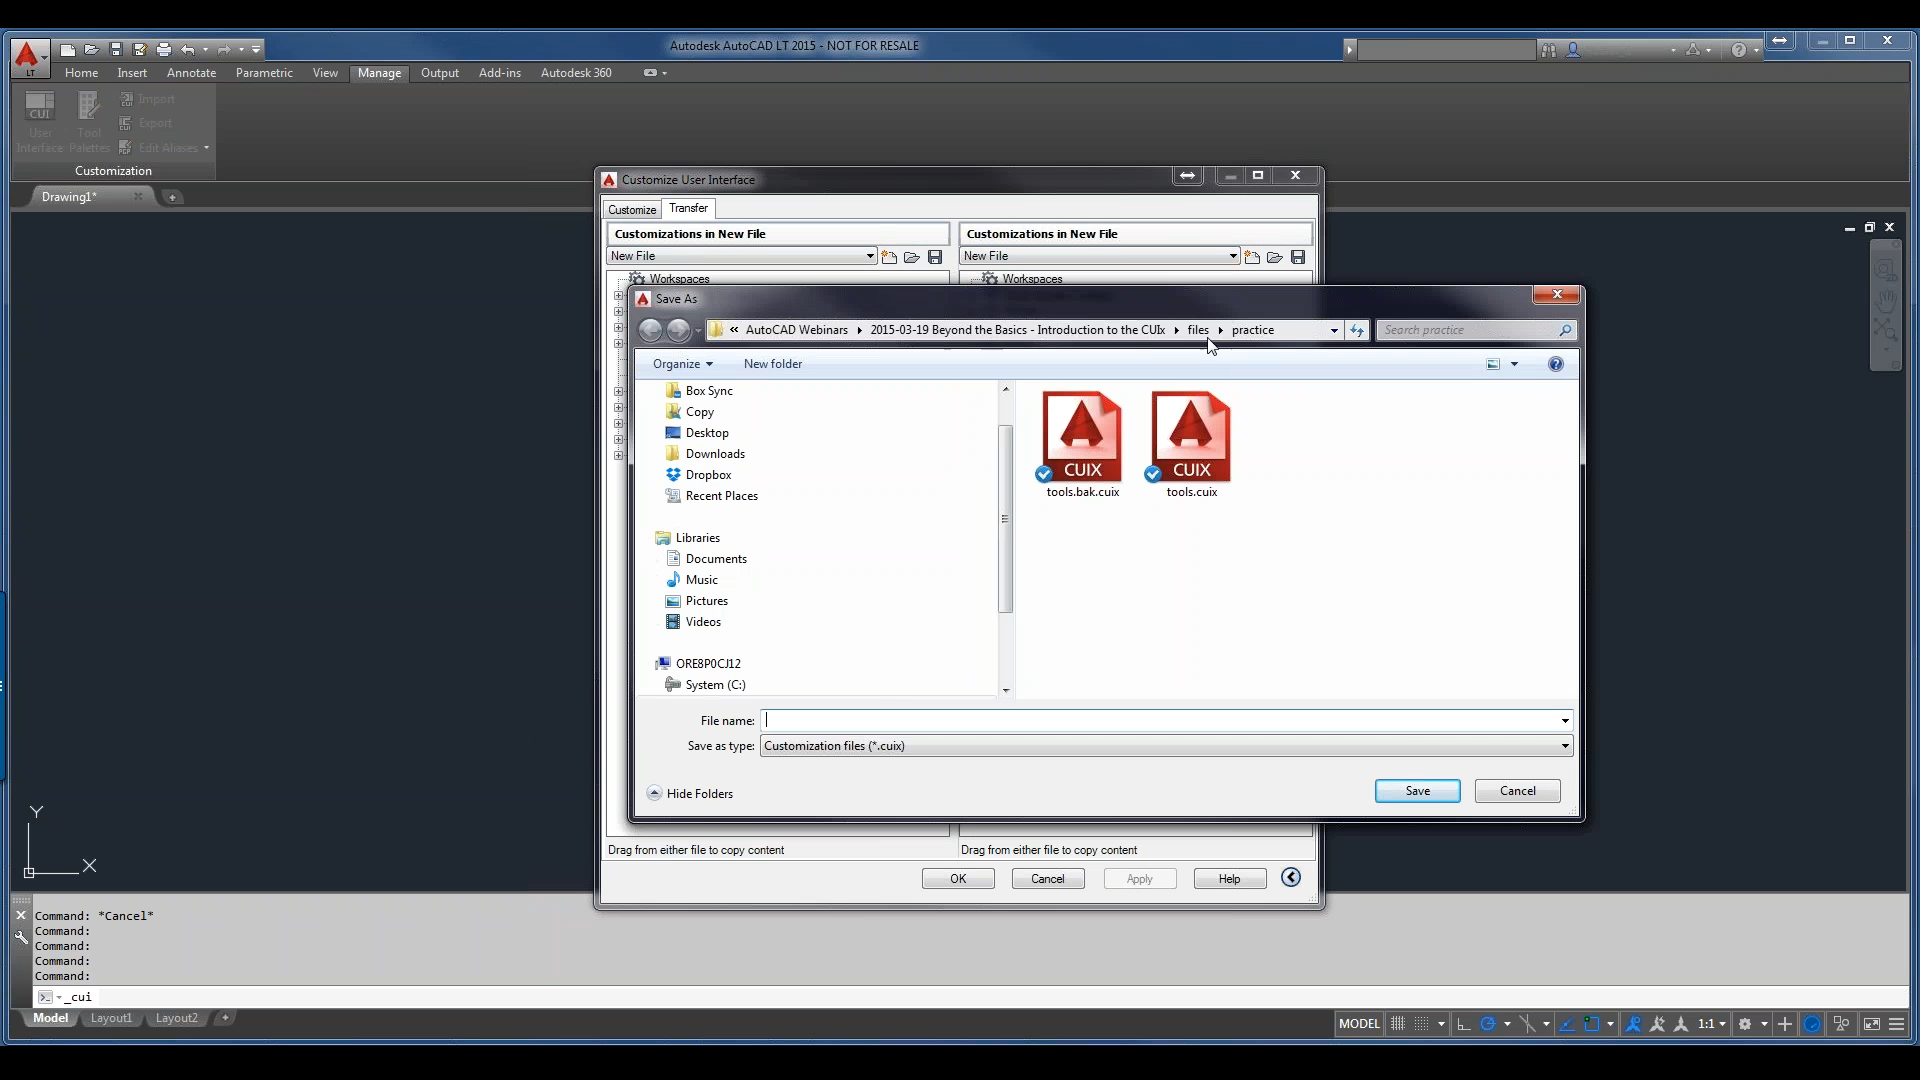 Autodesk AutoCAD LT 2015 - NOT FOR RESALE
LT
Home Insert Annotate Parametric View Manage Output Add-ins Autodesk 360
CUI
User Interface
Tool Palettes
Import
Export
Edit Aliases
Customization
Drawing1*
Customize User Interface
Customize Transfer
Customizations in New File
Customizations in New File
New File
New File
Workspaces
Workspaces
Save As
« AutoCAD Webinars 2015-03-19 Beyond the Basics - Introduction to the CUIx files practice
Search practice
Organize New folder
Box Sync
Copy
Desktop
Downloads
Dropbox
Recent Places
Libraries
Documents
Music
Pictures
Videos
ORE8P0CJ12
System (C:)
CUIX
CUIX
tools.bak.cuix
tools.cuix
File name:
Save as type: Customization files (*.cuix)
Hide Folders
Save Cancel
Drag from either file to copy content
Drag from either file to copy content
OK Cancel Apply Help
Y
X
Command: *Cancel*
Command:
Command:
Command:
Command:
_cui
Model Layout1 Layout2 +
MODEL 1:1